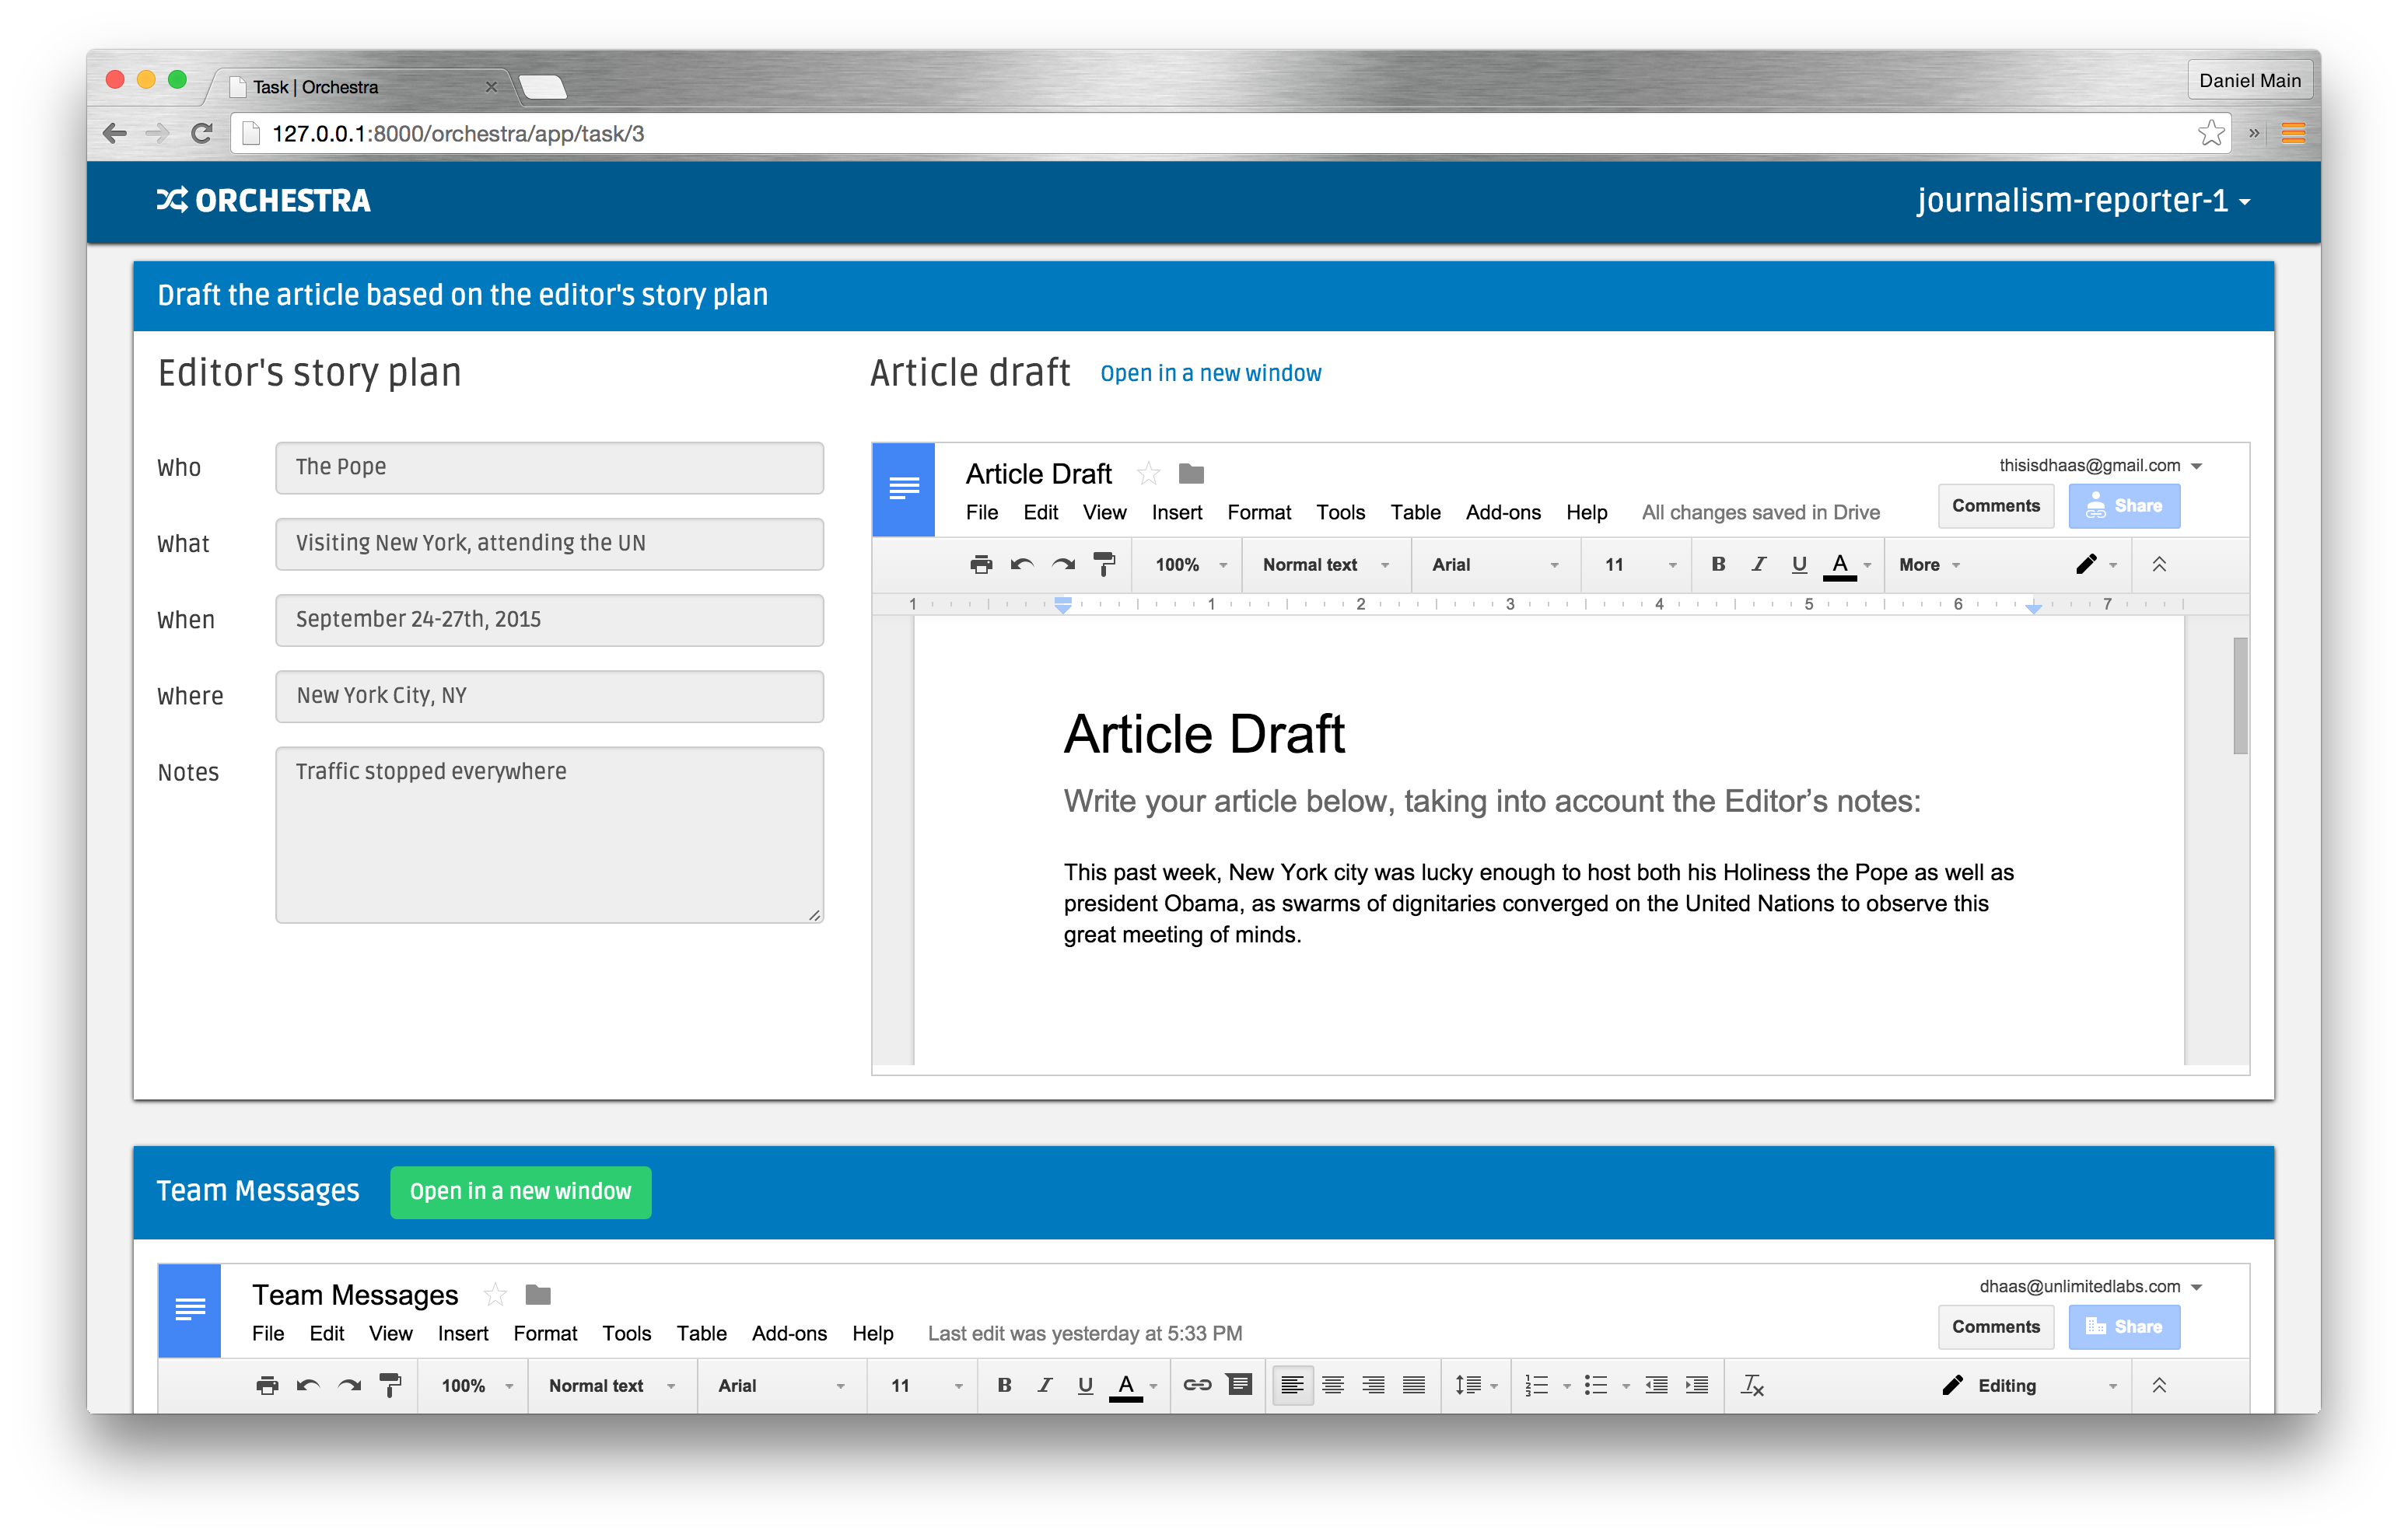 Task | Orchestra
Daniel Main
127.0.0.1:8000/orchestra/app/task/3
ORCHESTRA
journalism-reporter-1
Draft the article based on the editor's story plan
Editor's story plan
Who
The Pope
What
Visiting New York, attending the UN
When
September 24-27th, 2015
Where
New York City, NY
Notes
Traffic stopped everywhere
Article draft
Open in a new window
Article Draft
thisisdhaas@gmail.com
File Edit View Insert Format Tools Table Add-ons Help All changes saved in Drive
Comments
Share
100% Normal text Arial 11 B I U A More
1 1 2 3 4 5 6 7
Article Draft
Write your article below, taking into account the Editor’s notes:
This past week, New York city was lucky enough to host both his Holiness the Pope as well as
president Obama, as swarms of dignitaries converged on the United Nations to observe this
great meeting of minds.
Team Messages
Open in a new window
Team Messages
dhaas@unlimitedlabs.com
File Edit View Insert Format Tools Table Add-ons Help Last edit was yesterday at 5:33 PM
Comments
Share
100% Normal text Arial 11 B I U A Editing